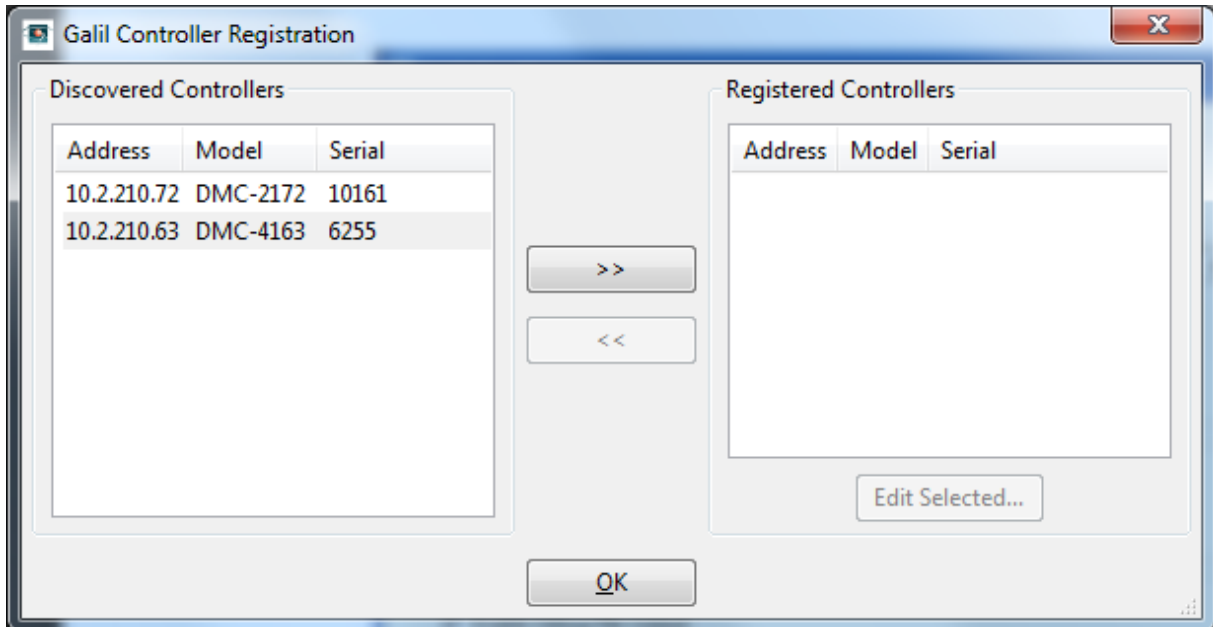 Galil Controller Registration
X
Discovered Controllers
Address Model Serial
10.2.210.72 DMC-2172 10161
10.2.210.63 DMC-4163 6255
>>
<<
Registered Controllers
Address Model Serial
Edit Selected...
OK